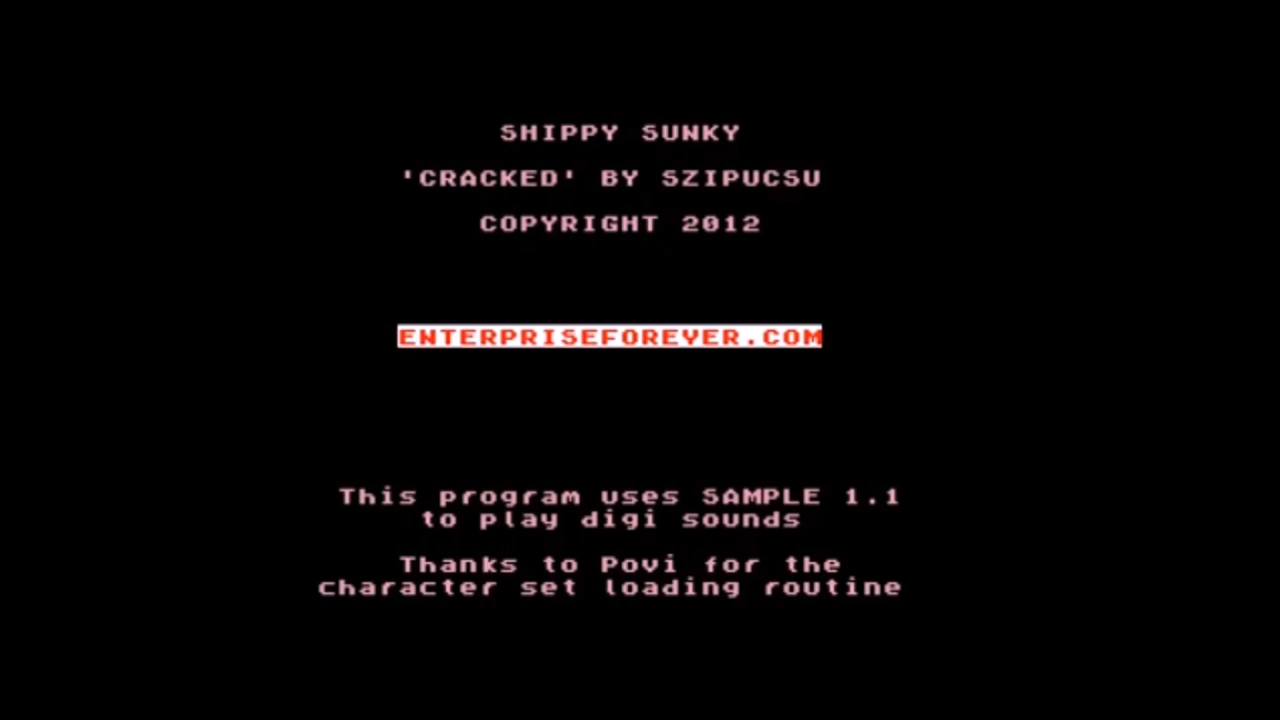 SHIPPY SUNKY
'CRACKED' BY SZIPUCSU
COPYRIGHT 2012
ENTERPRISEFOREVER.COM
This program uses SAMPLE 1.1
to play digi sounds
Thanks to Povi for the
character set loading routine